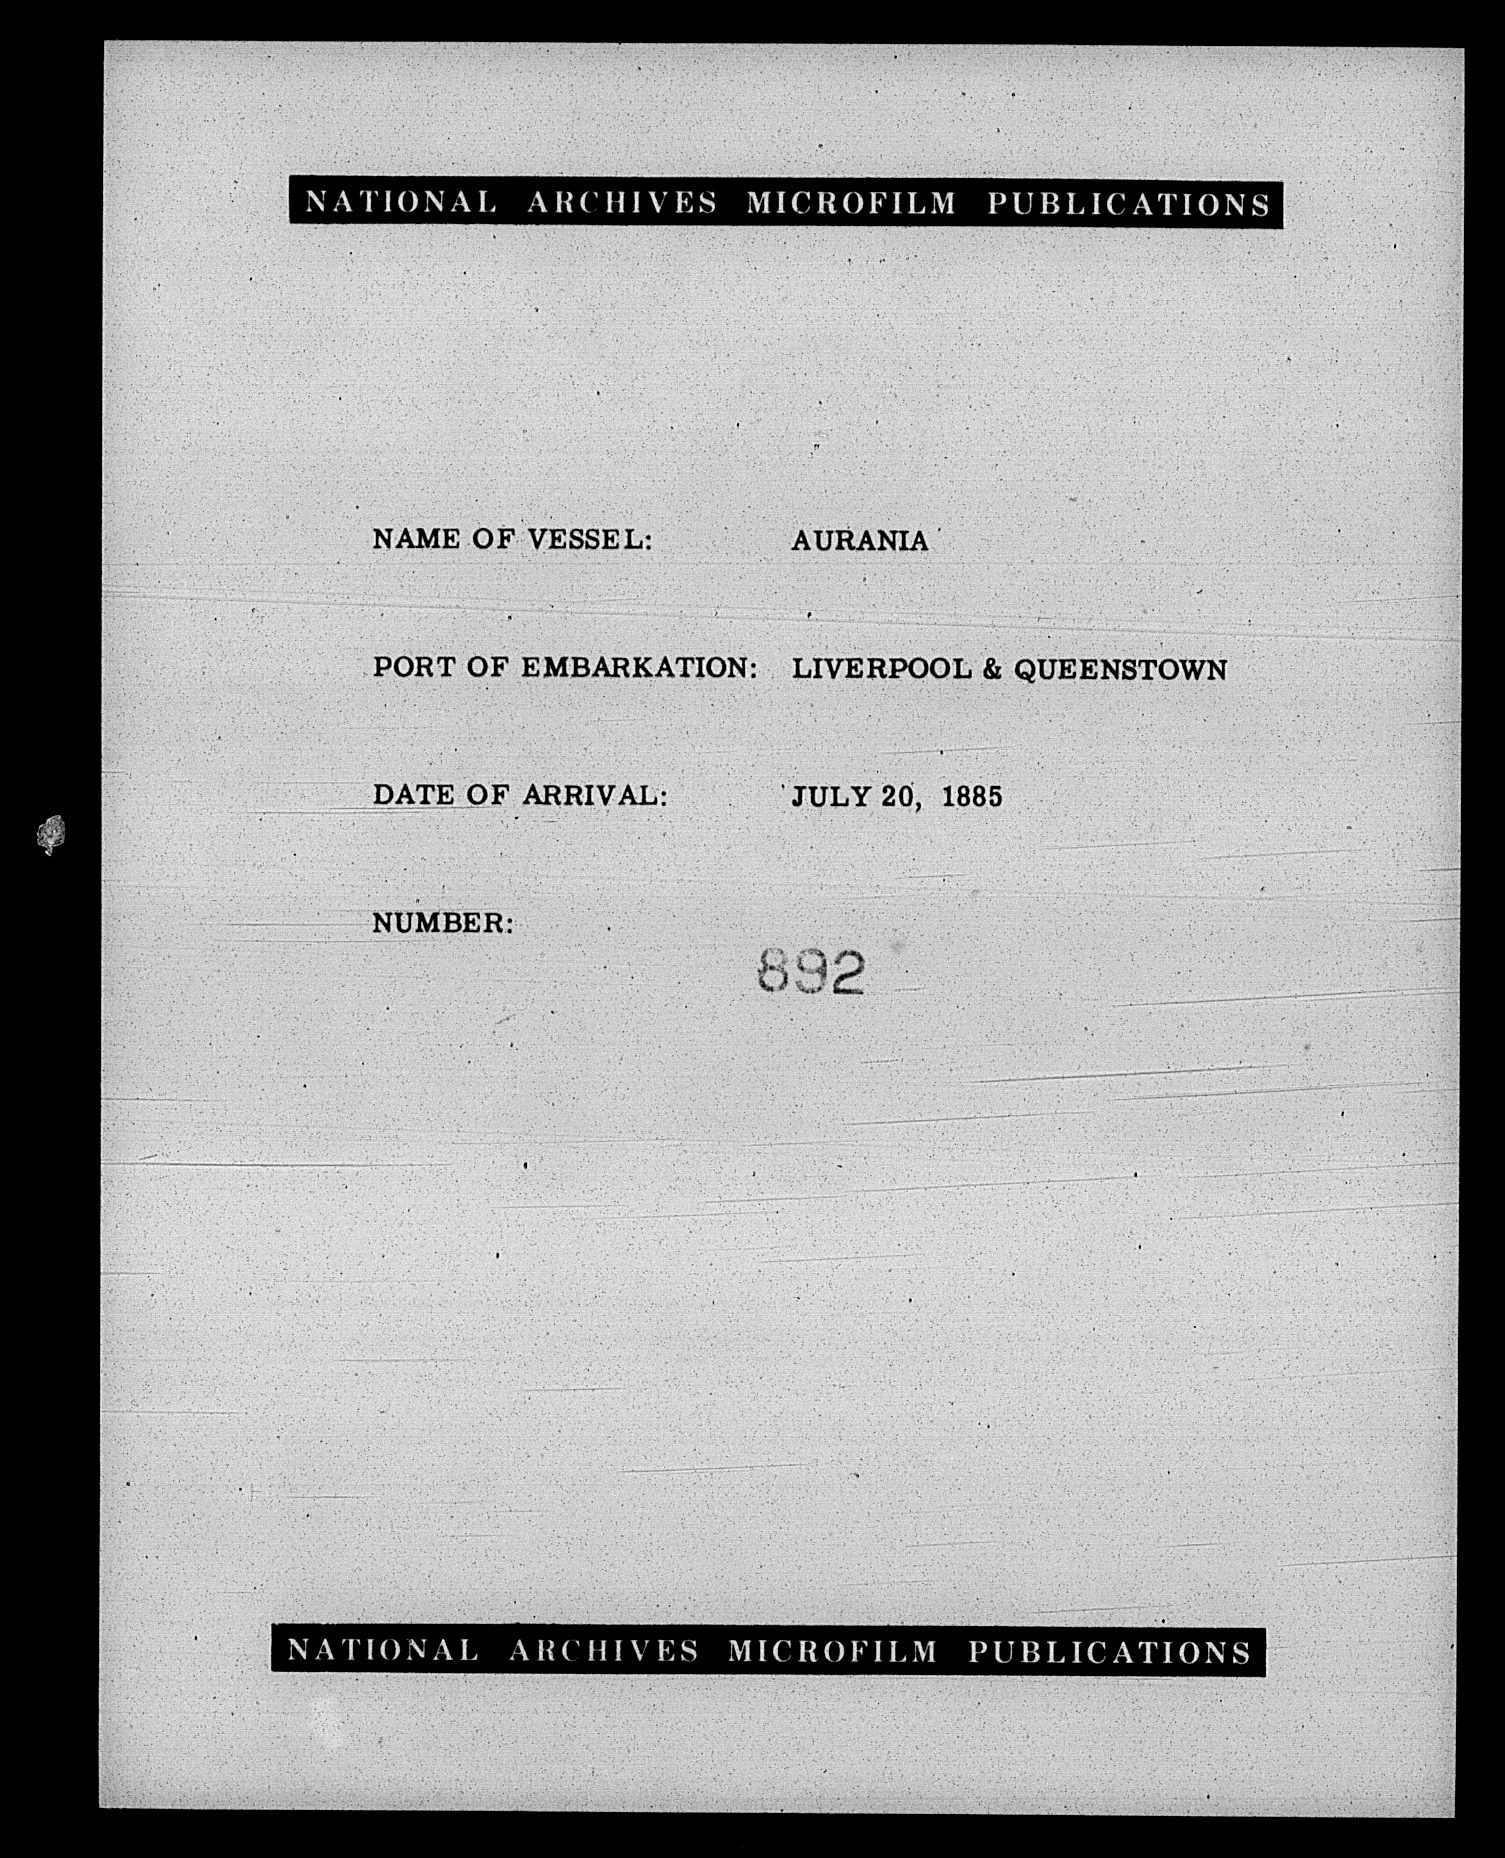 NATIONAL ARCHIVES MICROFILM PUBLICATIONS
NAME OF VESSEL: AURANIA
PORT OF EMBARKATION: LIVERPOOL & QUEENSTOWN
DATE OF ARRIVAL: JULY 20, 1885
NUMBER:
892
NATIONAL ARCHIVES MICROFILM PUBLICATIONS